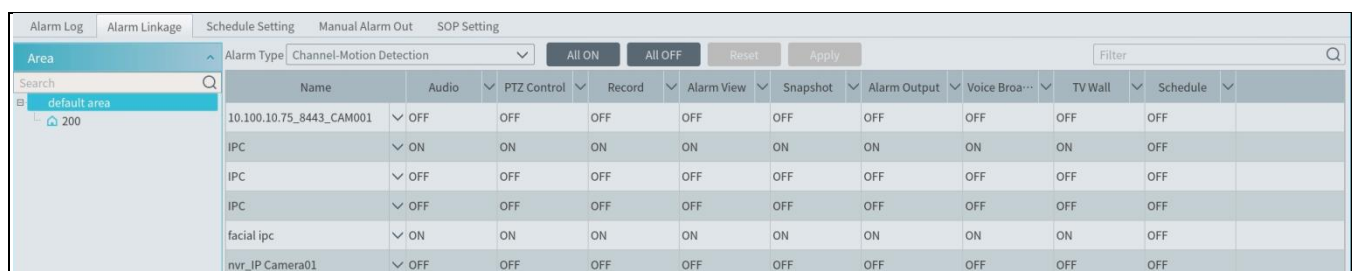 Alarm Log Alarm Linkage Schedule Setting Manual Alarm Out SOP Setting
Area Alarm Type Channel-Motion Detection All ON All OFF Reset Apply Filter
Search Name Audio PTZ Control Record Alarm View Snapshot Alarm Output Voice Broa··· TV Wall Schedule
default area
200 10.100.10.75_8443_CAM001 OFF OFF OFF OFF OFF OFF OFF OFF OFF
IPC ON ON ON ON ON ON ON ON OFF
IPC OFF OFF OFF OFF OFF OFF OFF OFF OFF
IPC OFF OFF OFF OFF OFF OFF OFF OFF OFF
facial ipc ON ON ON ON ON ON ON ON OFF
nvr_IP Camera01 OFF OFF OFF OFF OFF OFF OFF OFF OFF